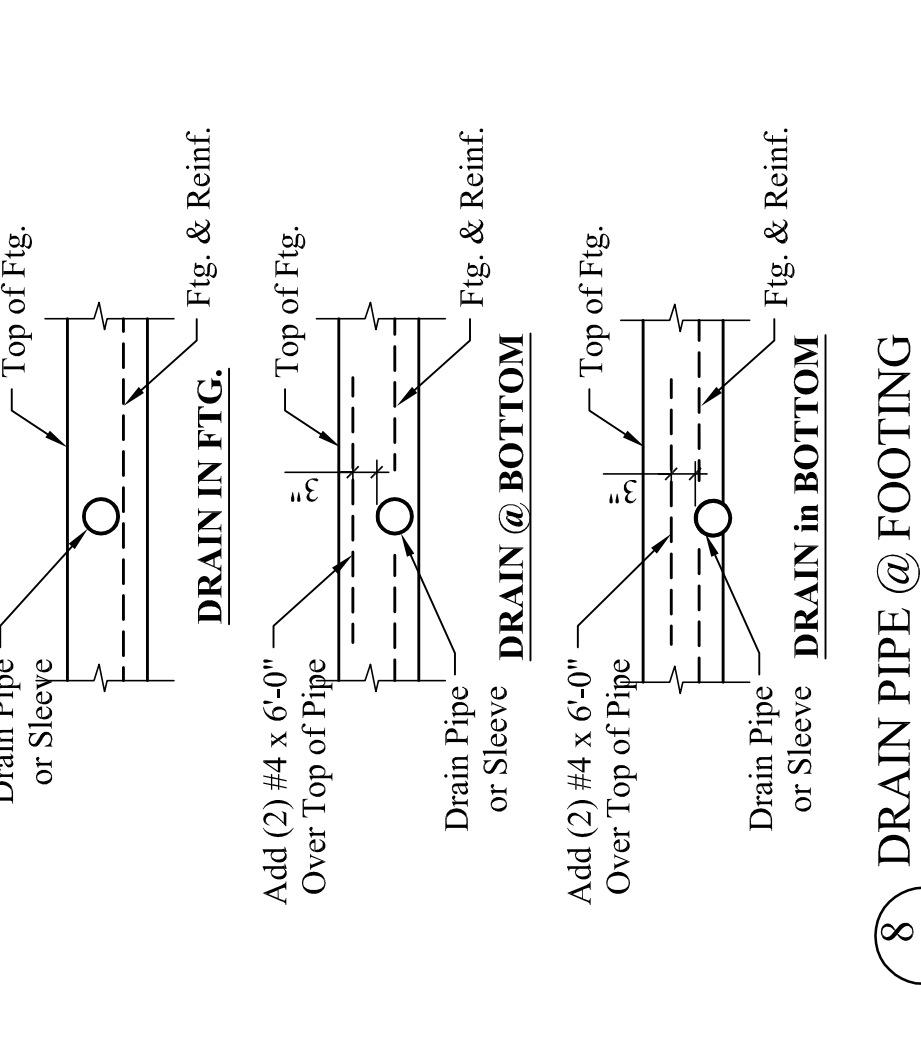 Top of Ftg.
Drain Pipe
or Sleeve
Ftg. & Reinf.
DRAIN IN FTG.
Add (2) #4 x 6'-0"
Over Top of Pipe
3"
Top of Ftg.
Drain Pipe
or Sleeve
Ftg. & Reinf.
DRAIN @ BOTTOM
Add (2) #4 x 6'-0"
Over Top of Pipe
3"
Top of Ftg.
Drain Pipe
or Sleeve
Ftg. & Reinf.
DRAIN in BOTTOM
8
DRAIN PIPE @ FOOTING